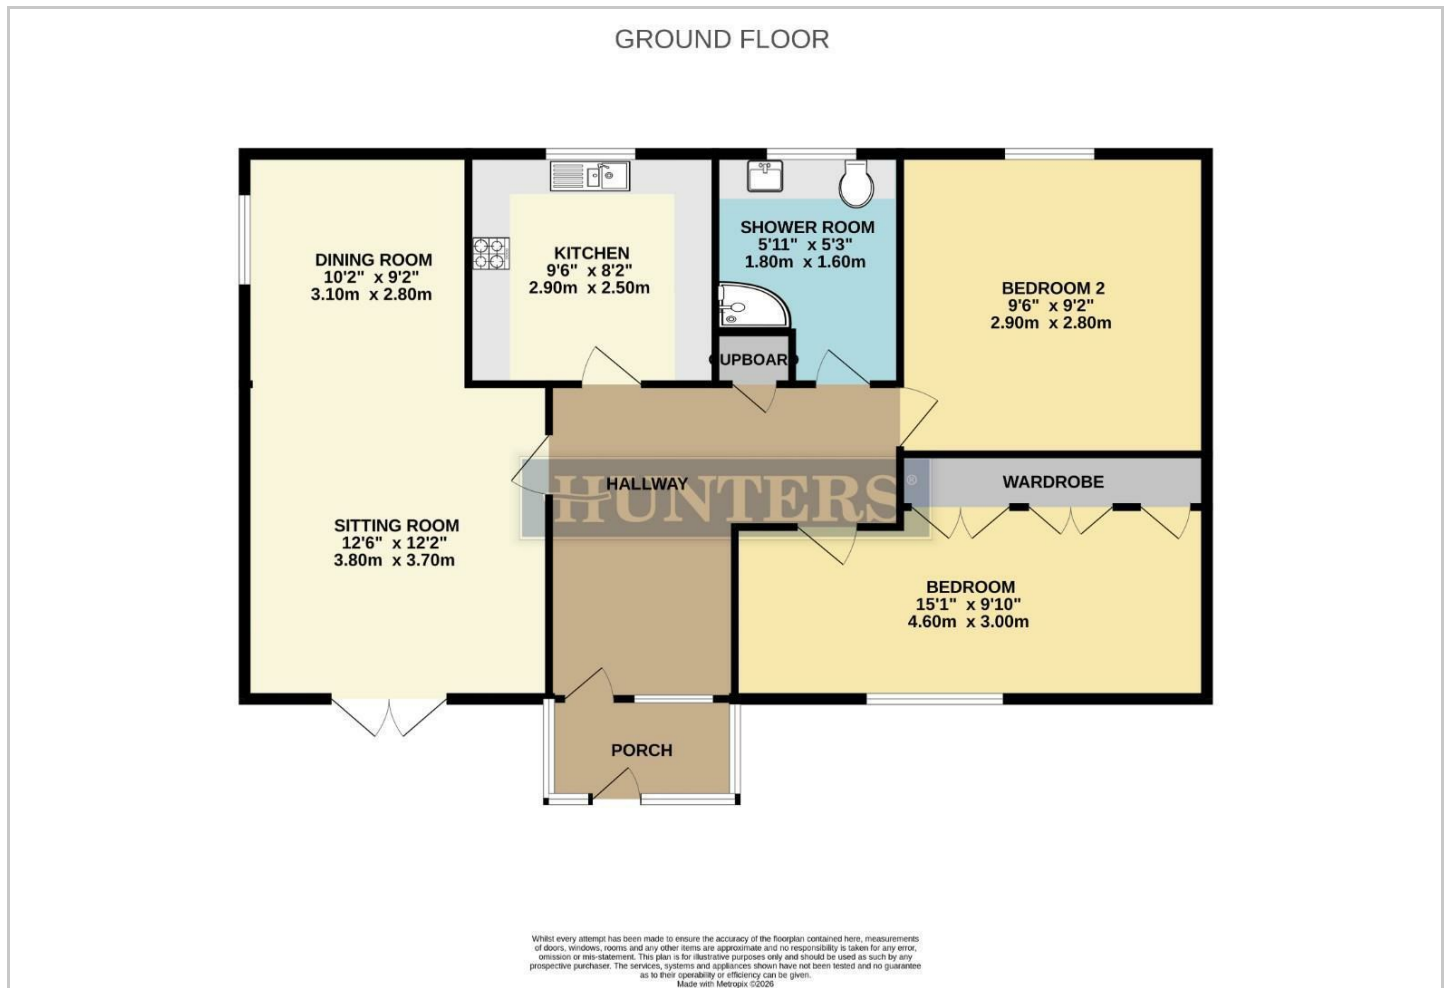 GROUND FLOOR
DINING ROOM
10'2" x 9'2"
3.10m x 2.80m
KITCHEN
9'6" x 8'2"
2.90m x 2.50m
SHOWER ROOM
5'11" x 5'3"
1.80m x 1.60m
BEDROOM 2
9'6" x 9'2"
2.90m x 2.80m
CUPBOARD
HALLWAY
HUNTERS®
WARDROBE
SITTING ROOM
12'6" x 12'2"
3.80m x 3.70m
BEDROOM
15'1" x 9'10"
4.60m x 3.00m
PORCH
Whilst every attempt has been made to ensure the accuracy of the floorplan contained here, measurements
of doors, windows, rooms and any other items are approximate and no responsibility is taken for any error,
omission or mis-statement. This plan is for illustrative purposes only and should be used as such by any
prospective purchaser. The services, systems and appliances shown have not been tested and no guarantee
as to their operability or efficiency can be given.
Made with Metropix ©2026